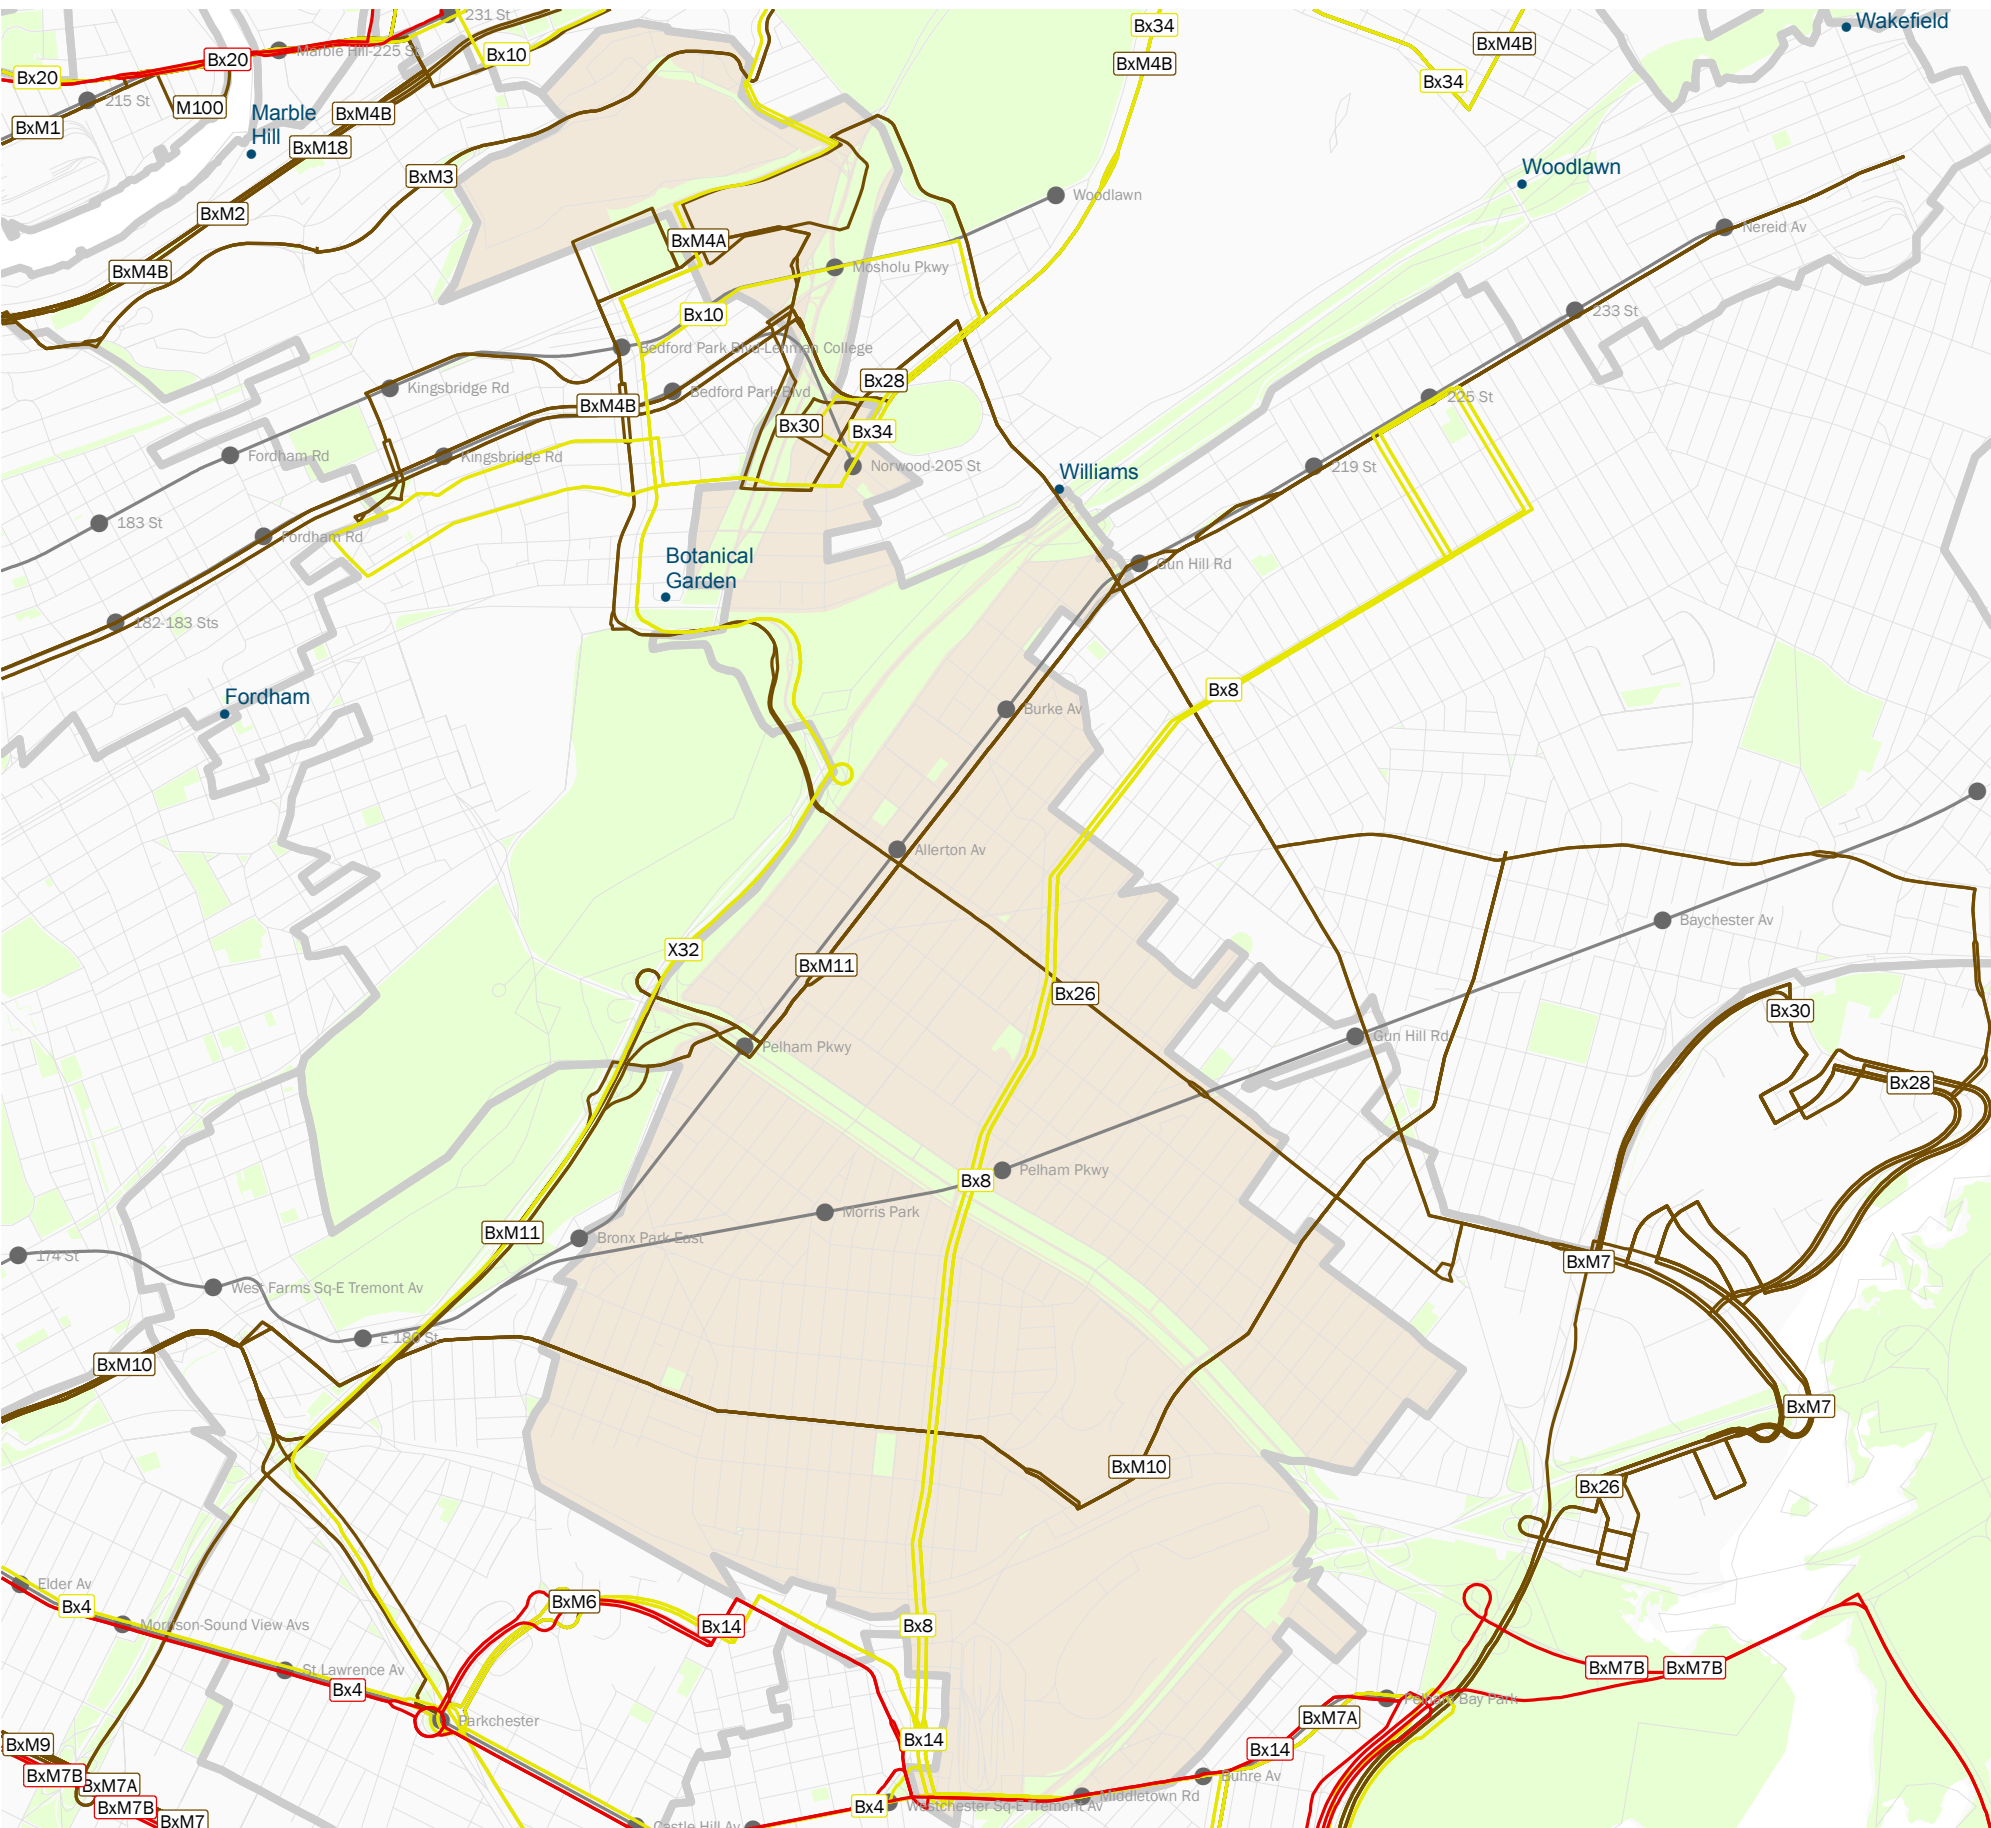 231 St
Bx34
Wakefield
Bx20
Marble Hill-225 St
Bx10
BxM4B
BxM4B
Bx20
Bx34
215 St
M100
Marble
Hill
BxM4B
BxM1
BxM18
BxM3
Woodlawn
Woodlawn
BxM2
Nereid Av
BxM4A
BxM4B
Mosholu Pkwy
Bx10
233 St
Bedford Park Blvd-Lehman College
Kingsbridge Rd
Bedford Park Blvd
Bx28
225 St
BxM4B
Bx30
Bx34
Fordham Rd
Kingsbridge Rd
Norwood-205 St
Williams
219 St
183 St
Fordham Rd
Botanical
Garden
Gun Hill Rd
182-183 Sts
Fordham
Bx8
Burke Av
Allerton Av
Baychester Av
X32
BxM11
Bx26
Bx30
Gun Hill Rd
Pelham Pkwy
Bx28
Pelham Pkwy
Bx8
Morris Park
BxM11
Bronx Park East
174 St
BxM7
West Farms Sq-E Tremont Av
E 180 St
BxM10
BxM7
BxM10
Bx26
Elder Av
Bx4
BxM6
Morrison-Sound View Avs
Bx14
Bx8
St Lawrence Av
BxM7B
BxM7B
Bx4
Pelham Bay Park
Parkchester
BxM7A
Bx14
Bx14
BxM9
BxM7B
BxM7A
Buhre Av
Middletown Rd
BxM7B
Bx4
Westchester Sq-E Tremont Av
BxM7
Castle Hill Av